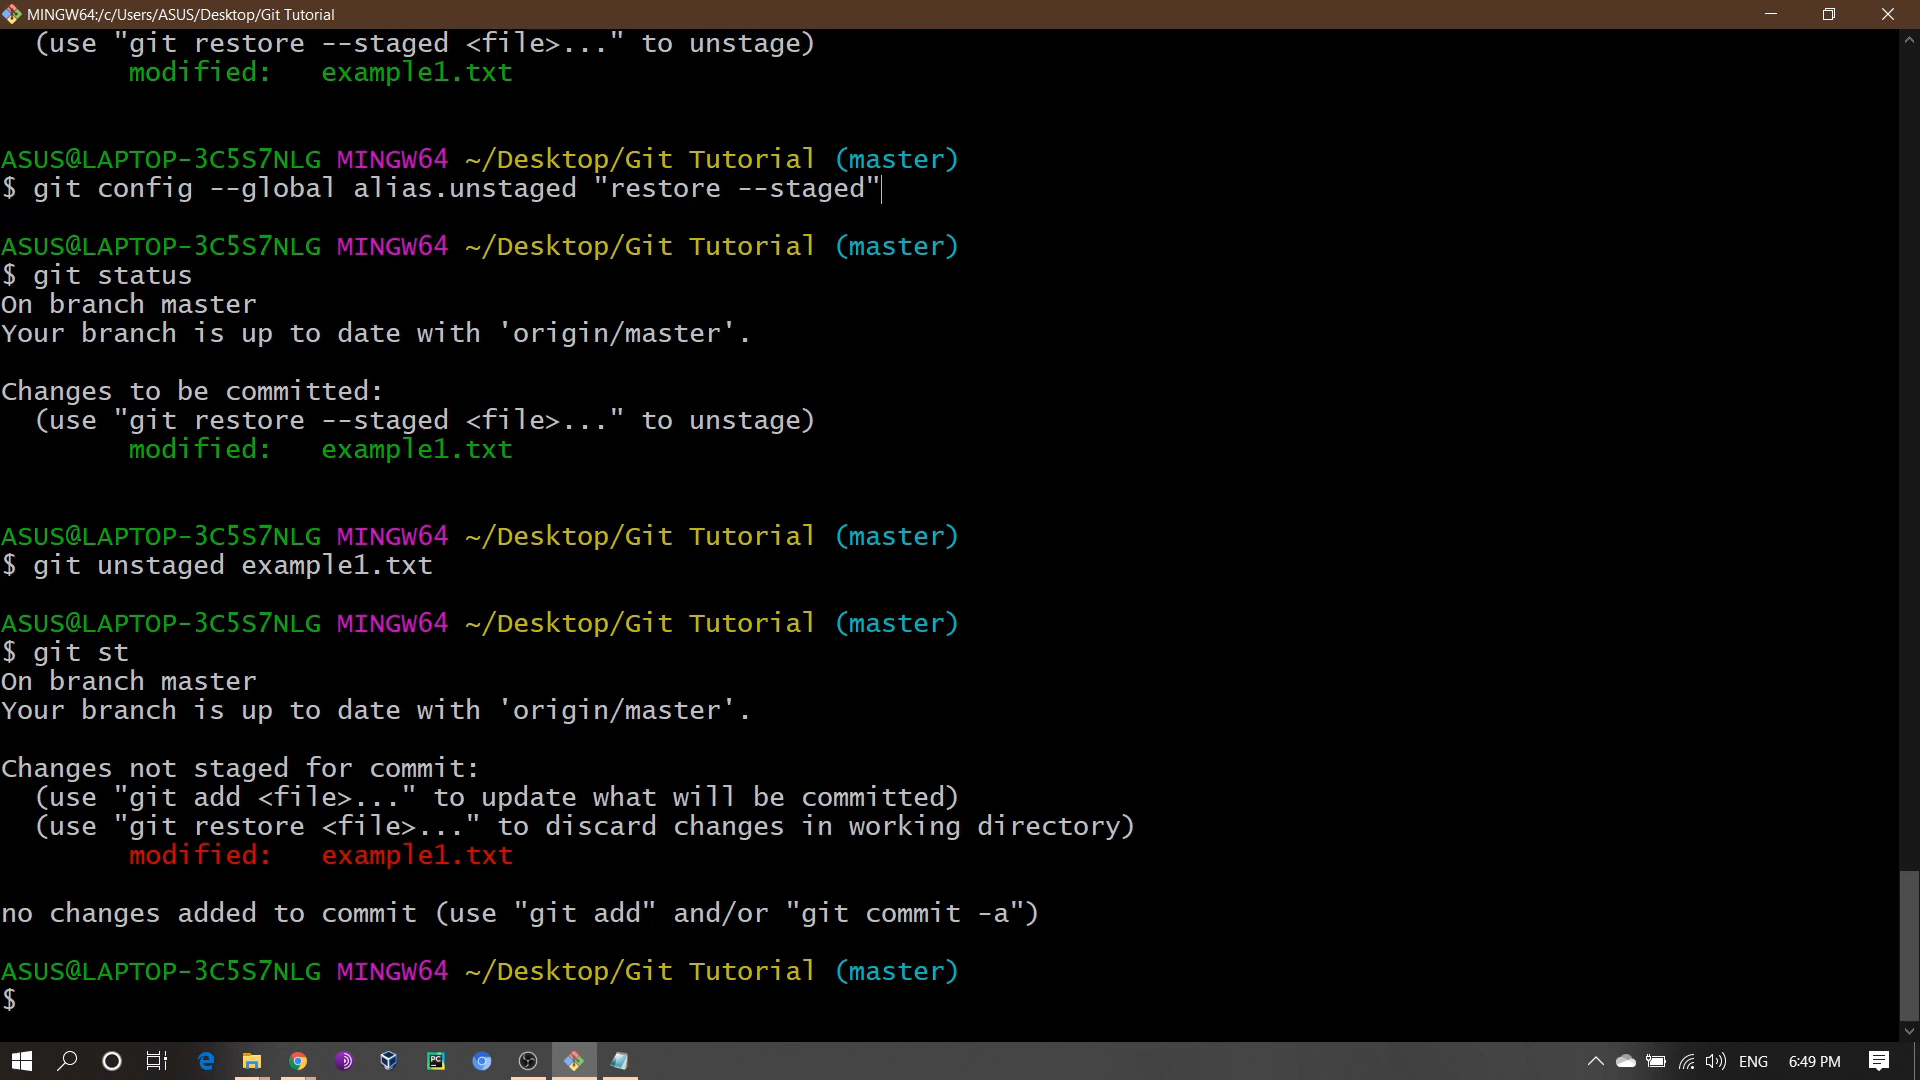 MINGW64:/c/Users/ASUS/Desktop/Git Tutorial
(use "git restore --staged <file>..." to unstage)
modified:   example1.txt
ASUS@LAPTOP-3C5S7NLG MINGW64 ~/Desktop/Git Tutorial (master)
$ git config --global alias.unstaged "restore --staged"
ASUS@LAPTOP-3C5S7NLG MINGW64 ~/Desktop/Git Tutorial (master)
$ git status
On branch master
Your branch is up to date with 'origin/master'.
Changes to be committed:
(use "git restore --staged <file>..." to unstage)
modified:   example1.txt
ASUS@LAPTOP-3C5S7NLG MINGW64 ~/Desktop/Git Tutorial (master)
$ git unstaged example1.txt
ASUS@LAPTOP-3C5S7NLG MINGW64 ~/Desktop/Git Tutorial (master)
$ git st
On branch master
Your branch is up to date with 'origin/master'.
Changes not staged for commit:
(use "git add <file>..." to update what will be committed)
(use "git restore <file>..." to discard changes in working directory)
modified:   example1.txt
no changes added to commit (use "git add" and/or "git commit -a")
ASUS@LAPTOP-3C5S7NLG MINGW64 ~/Desktop/Git Tutorial (master)
$
PC
ENG
6:49 PM